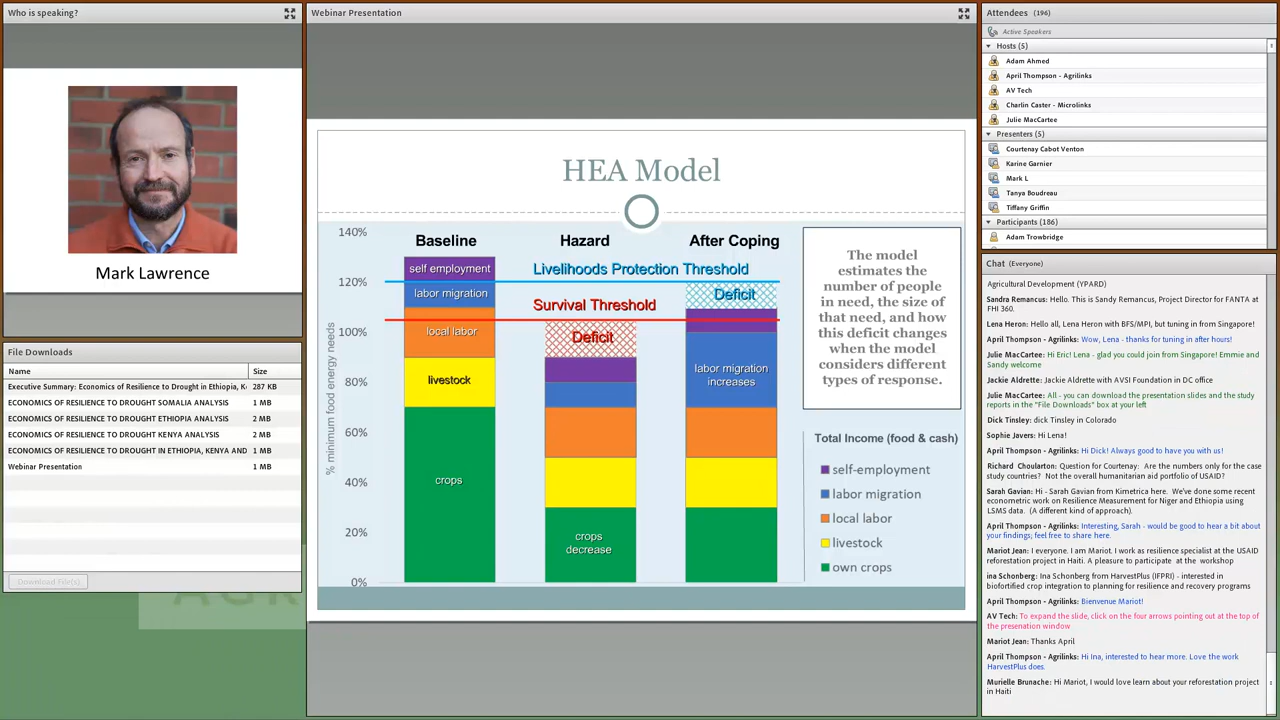 Who is speaking?
Mark Lawrence
File Downloads
Name Size
Executive Summary: Economics of Resilience to Drought in Ethiopia, K 287 KB
ECONOMICS OF RESILIENCE TO DROUGHT SOMALIA ANALYSIS 1 MB
ECONOMICS OF RESILIENCE TO DROUGHT ETHIOPIA ANALYSIS 2 MB
ECONOMICS OF RESILIENCE TO DROUGHT KENYA ANALYSIS 2 MB
ECONOMICS OF RESILIENCE TO DROUGHT IN ETHIOPIA, KENYA AND 1 MB
Webinar Presentation 1 MB
Download File(s)
Webinar Presentation
HEA Model
Baseline Hazard After Coping
140%
120%
100%
80%
60%
40%
20%
0%
% minimum food energy needs
self employment
labor migration
local labor
livestock
crops
Livelihoods Protection Threshold
Survival Threshold
Deficit
crops
decrease
Deficit
labor migration
increases
The model
estimates the
number of people
in need, the size of
that need, and how
this deficit changes
when the model
considers different
types of response.
Total Income (food & cash)
self-employment
labor migration
local labor
livestock
own crops
Attendees (196)
Active Speakers
Hosts (5)
Adam Ahmed
April Thompson - Agrilinks
AV Tech
Charlin Caster - Microlinks
Julie MacCartee
Presenters (5)
Courtenay Cabot Venton
Karine Garnier
Mark L
Tanya Boudreau
Tiffany Griffin
Participants (186)
Adam Trowbridge
Chat (Everyone)
Agricultural Development (YPARD)
Sandra Remancus: Hello. This is Sandy Remancus, Project Director for FANTA at
FHI 360.
Lena Heron: Hello all, Lena Heron with BFS/MPI, but tuning in from Singapore!
April Thompson - Agrilinks: Wow, Lena - thanks for tuning in after hours!
Julie MacCartee: Hi Eric! Lena - glad you could join from Singapore! Emmie and
Sandy welcome
Jackie Aldrette: Jackie Aldrette with AVSI Foundation in DC office
Julie MacCartee: All - you can download the presentation slides and the study
reports in the "File Downloads" box at your left
Dick Tinsley: dick Tinsley in Colorado
Sophie Javers: Hi Lena!
April Thompson - Agrilinks: Hi Dick! Always good to have you with us!
Richard Choularton: Question for Courtenay: Are the numbers only for the case
study countries? Not the overall humanitarian aid portfolio of USAID?
Sarah Gavian: Hi - Sarah Gavian from Kimetrica here. We've done some recent
econometric work on Resilience Measurement for Niger and Ethiopia using
LSMS data. (A different kind of approach).
April Thompson - Agrilinks: Interesting, Sarah - would be good to hear a bit about
your findings; feel free to share here.
Mariot Jean: I everyone. I am Mariot. I work as resilience specialist at the USAID
reforestation project in Haiti. A pleasure to participate at the workshop
ina Schonberg: Ina Schonberg from HarvestPlus (IFPRI) - interested in
biofortified crop integration to planning for resilience and recovery programs
April Thompson - Agrilinks: Bienvenue Mariot!
AV Tech: To expand the slide, click on the four arrows pointing out at the top of
the presenation window
Mariot Jean: Thanks April
April Thompson - Agrilinks: Hi Ina, interested to hear more. Love the work
HarvestPlus does.
Murielle Brunache: Hi Mariot, I would love learn about your reforestation project
in Haiti